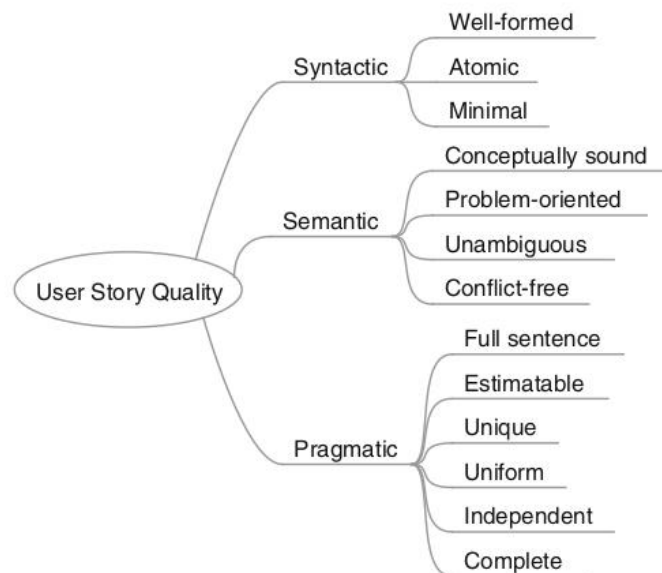 User Story Quality
Syntactic
Well-formed
Atomic
Minimal
Semantic
Conceptually sound
Problem-oriented
Unambiguous
Conflict-free
Pragmatic
Full sentence
Estimatable
Unique
Uniform
Independent
Complete